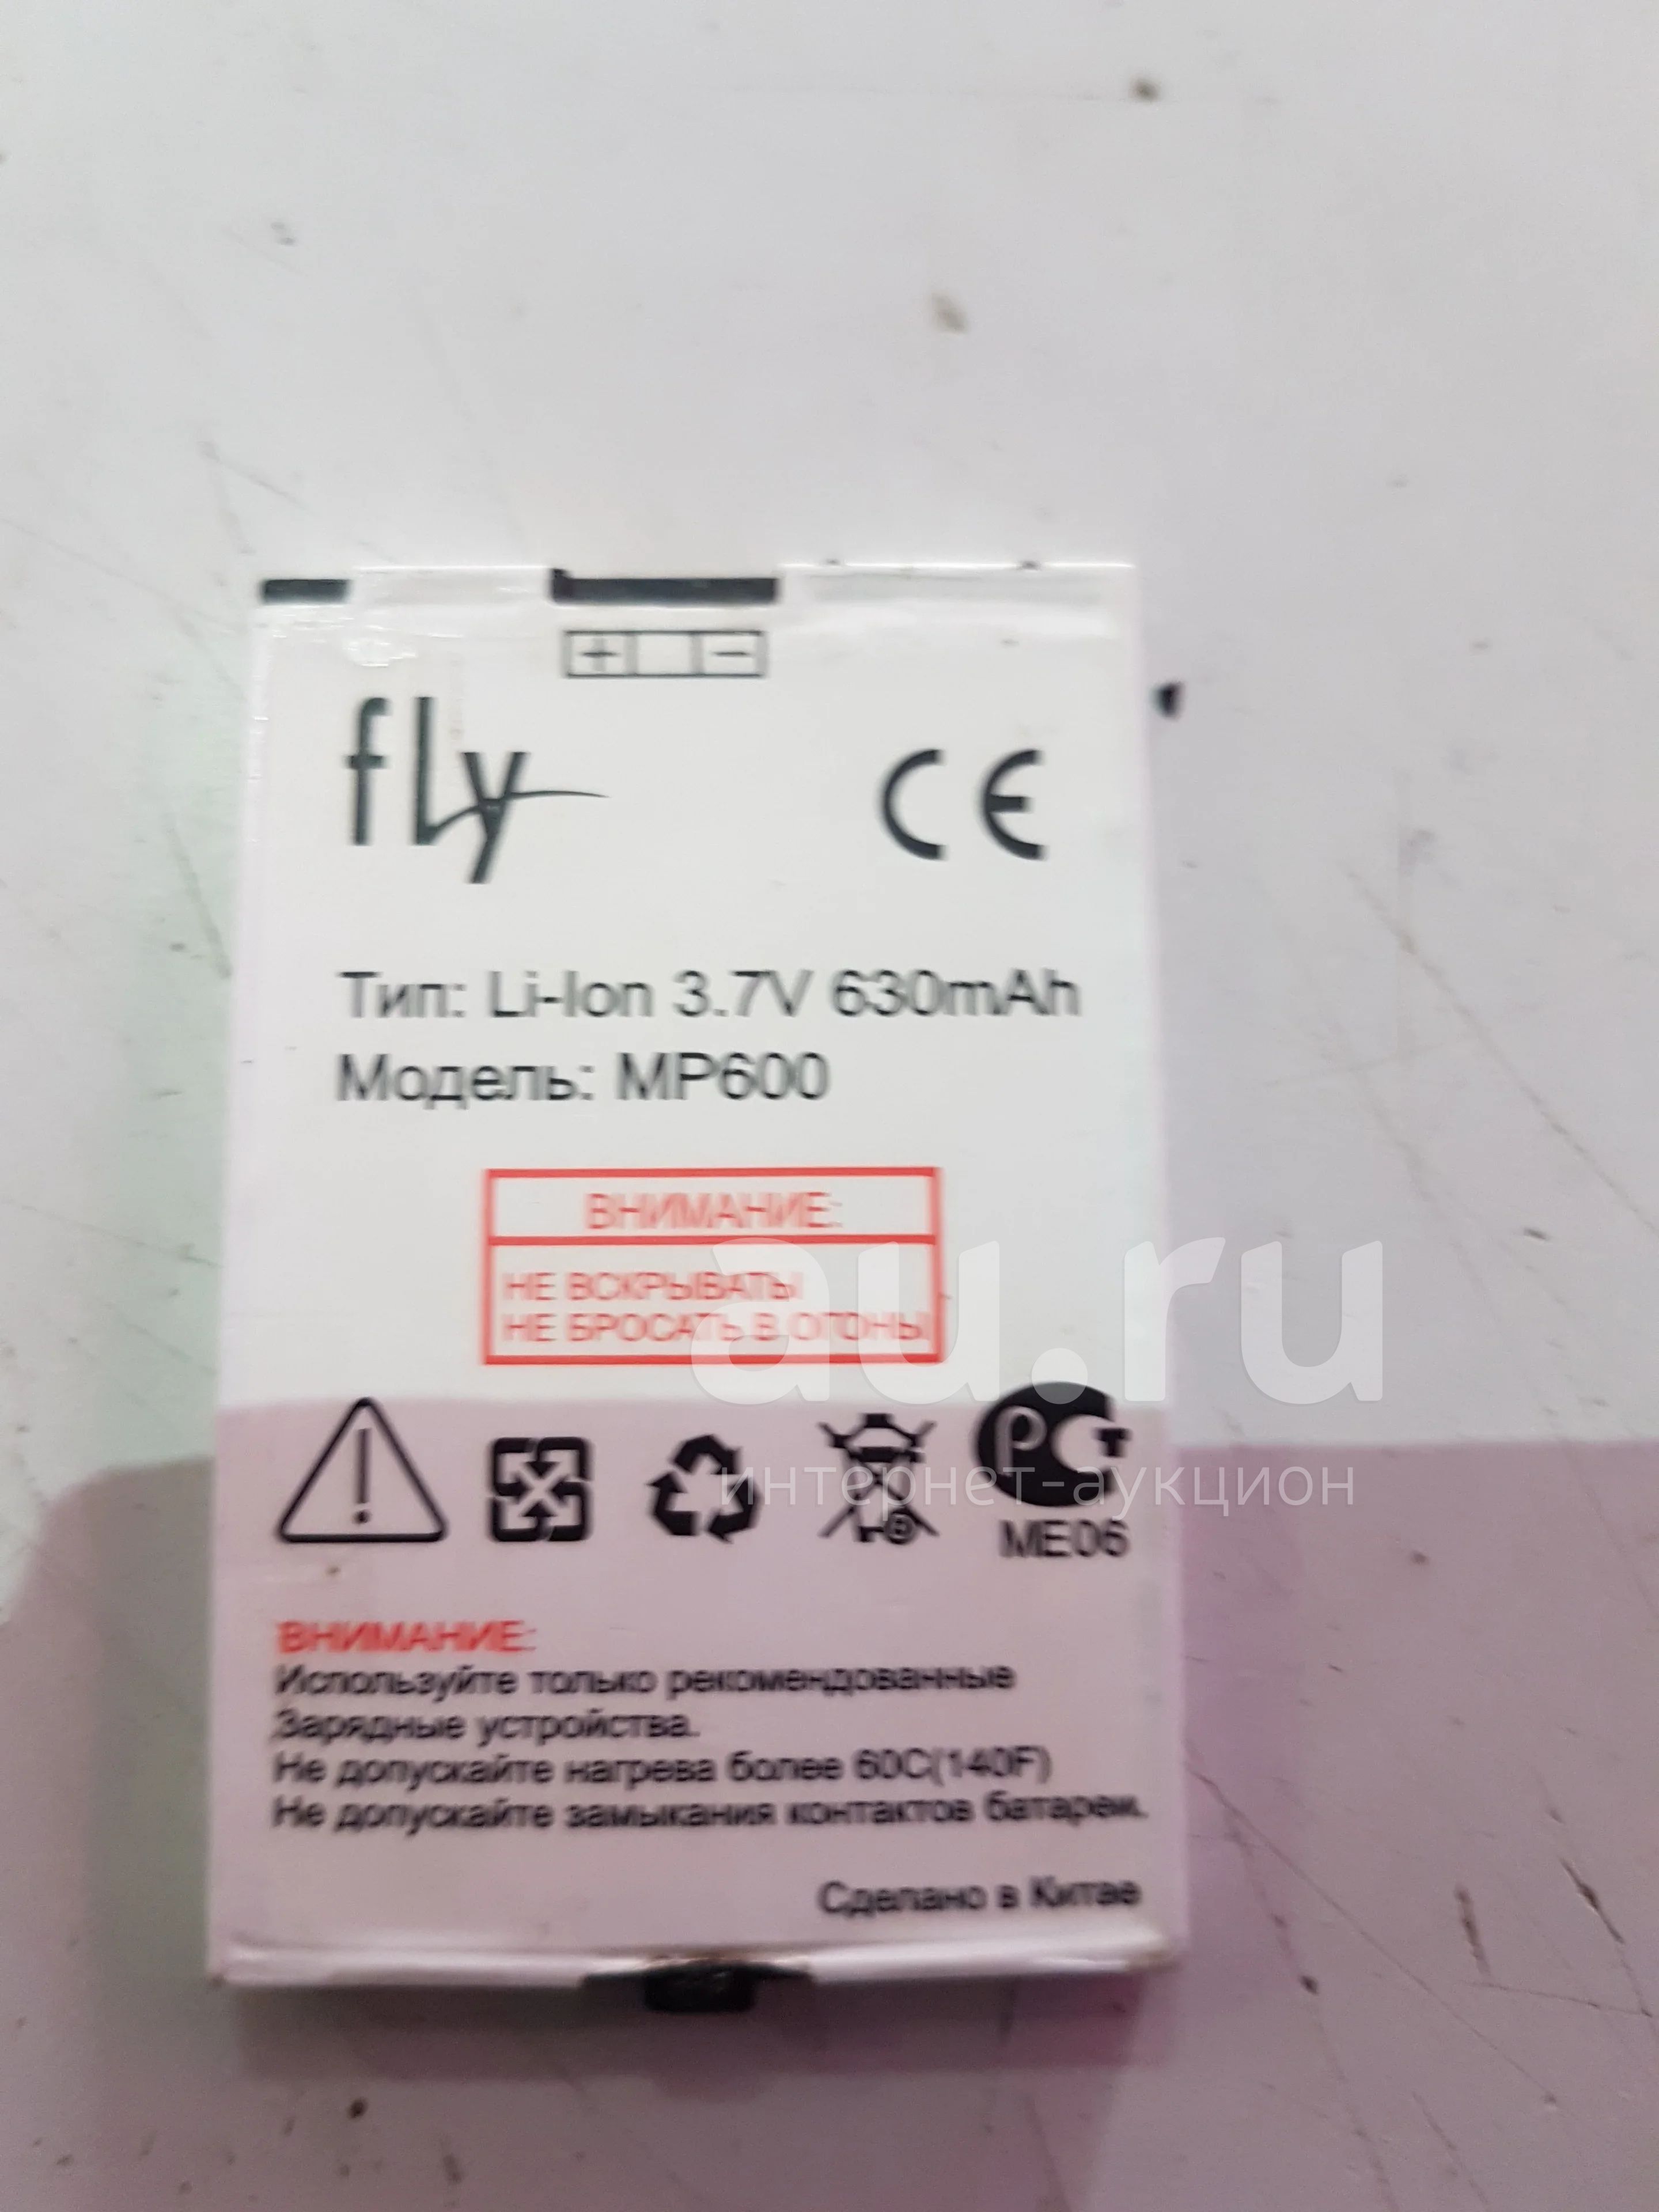 + −
fly CE
Тип: Li-Ion 3.7V 630mAh
Модель: MP600
ВНИМАНИЕ:
НЕ ВСКРЫВАТЬ
НЕ БРОСАТЬ В ОГОНЬ
au.ru
интернет-аукцион
РСТ
ME06
ВНИМАНИЕ:
Используйте только рекомендованные
Зарядные устройства.
Не допускайте нагрева более 60C(140F)
Не допускайте замыкания контактов батареи.
Сделано в Китае